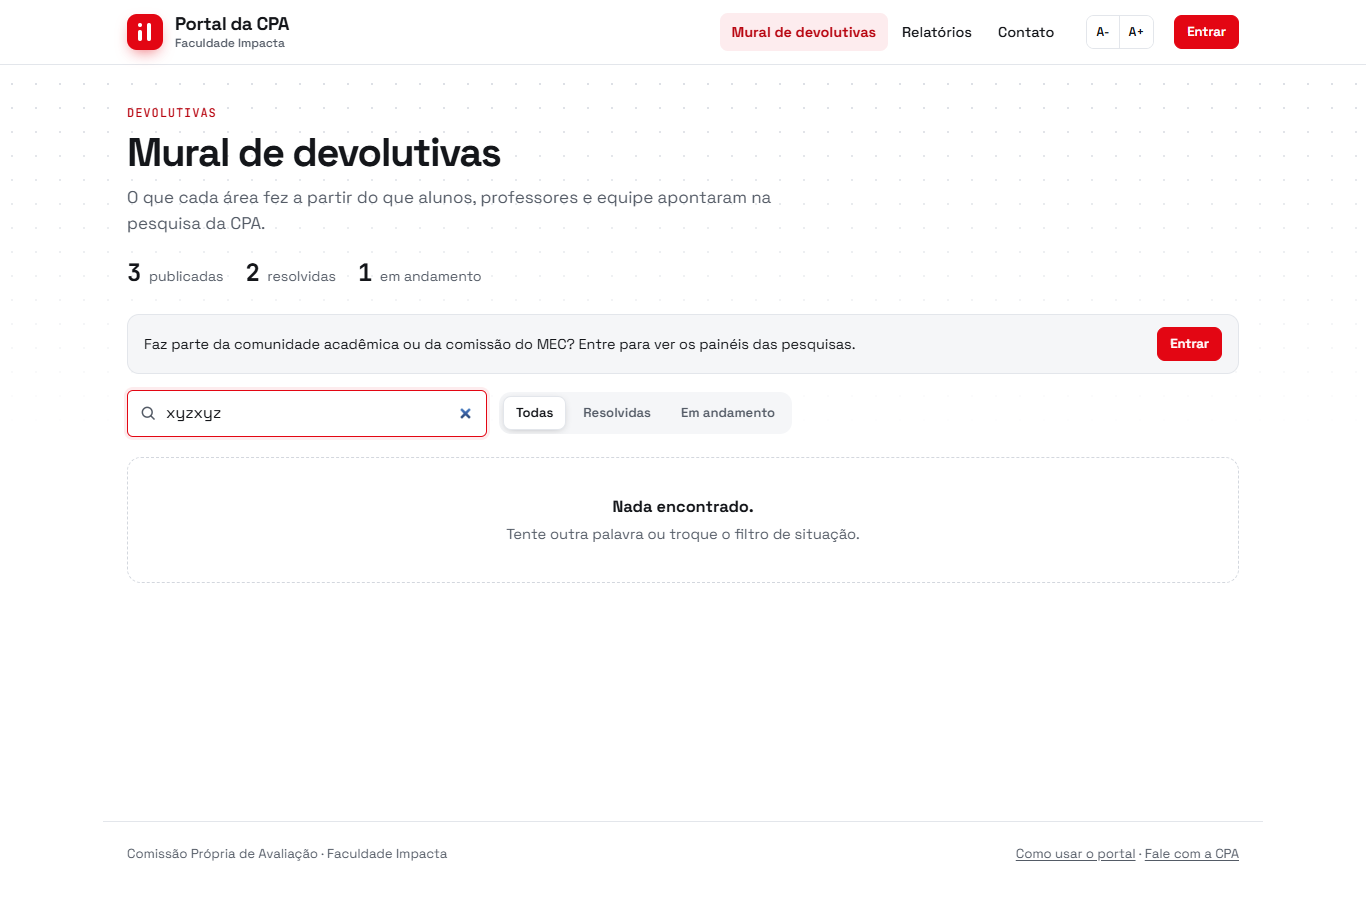 Portal da CPA
Faculdade Impacta
Mural de devolutivas
Relatórios
Contato
A-
A+
Entrar
DEVOLUTIVAS
Mural de devolutivas
O que cada área fez a partir do que alunos, professores e equipe apontaram na
pesquisa da CPA.
3 publicadas
2 resolvidas
1 em andamento
Faz parte da comunidade acadêmica ou da comissão do MEC? Entre para ver os painéis das pesquisas.
Entrar
xyzxyz
Todas
Resolvidas
Em andamento
Nada encontrado.
Tente outra palavra ou troque o filtro de situação.
Comissão Própria de Avaliação · Faculdade Impacta
Como usar o portal · Fale com a CPA